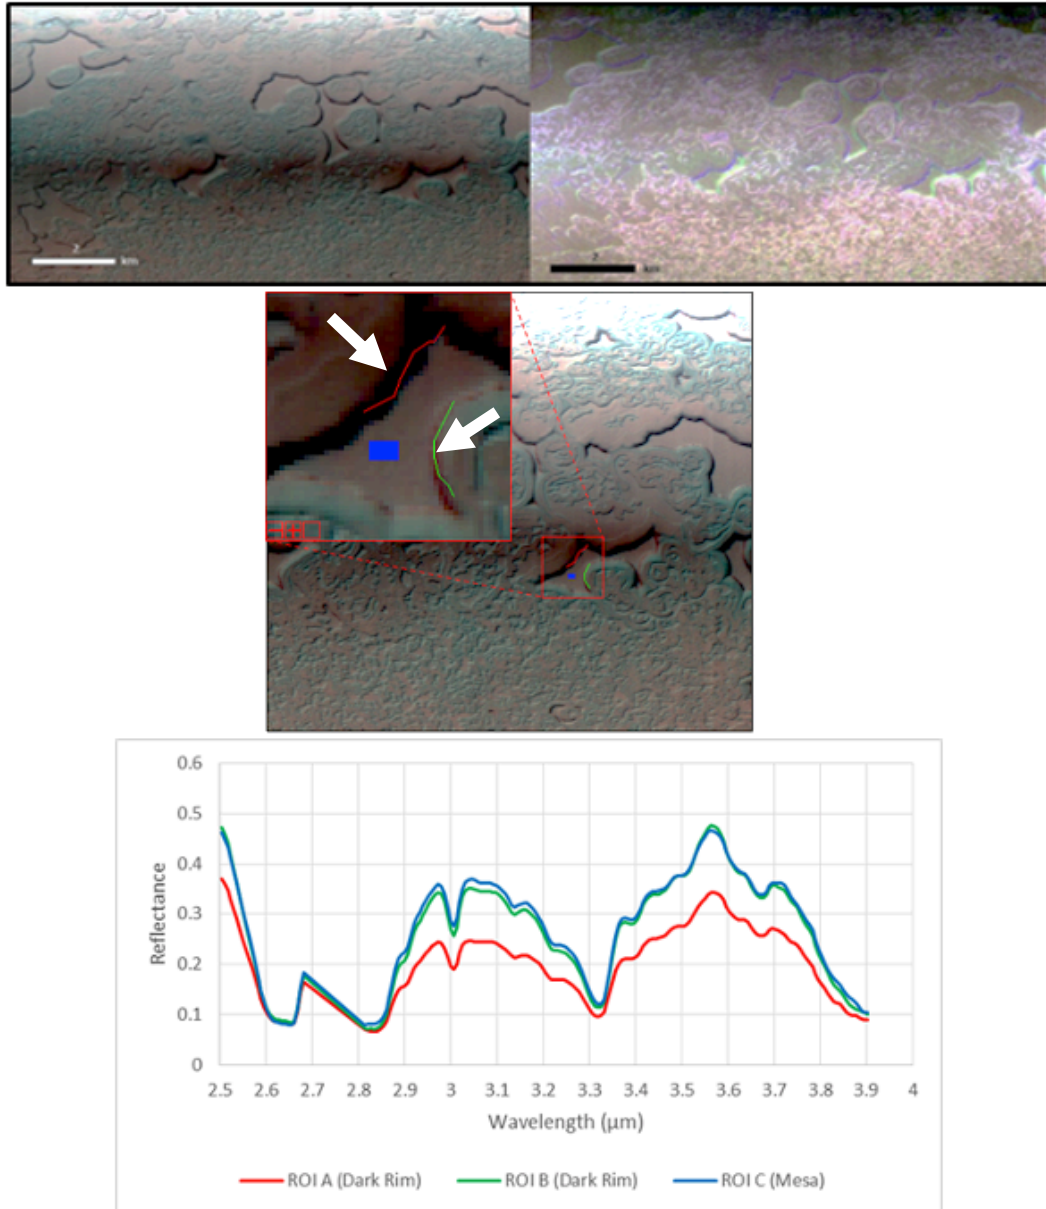 2
km
2
km
0.6
0.5
0.4
0.3
0.2
0.1
0
Reflectance
2.5 2.6 2.7 2.8 2.9 3 3.1 3.2 3.3 3.4 3.5 3.6 3.7 3.8 3.9 4
Wavelength (µm)
ROI A (Dark Rim) ROI B (Dark Rim) ROI C (Mesa)